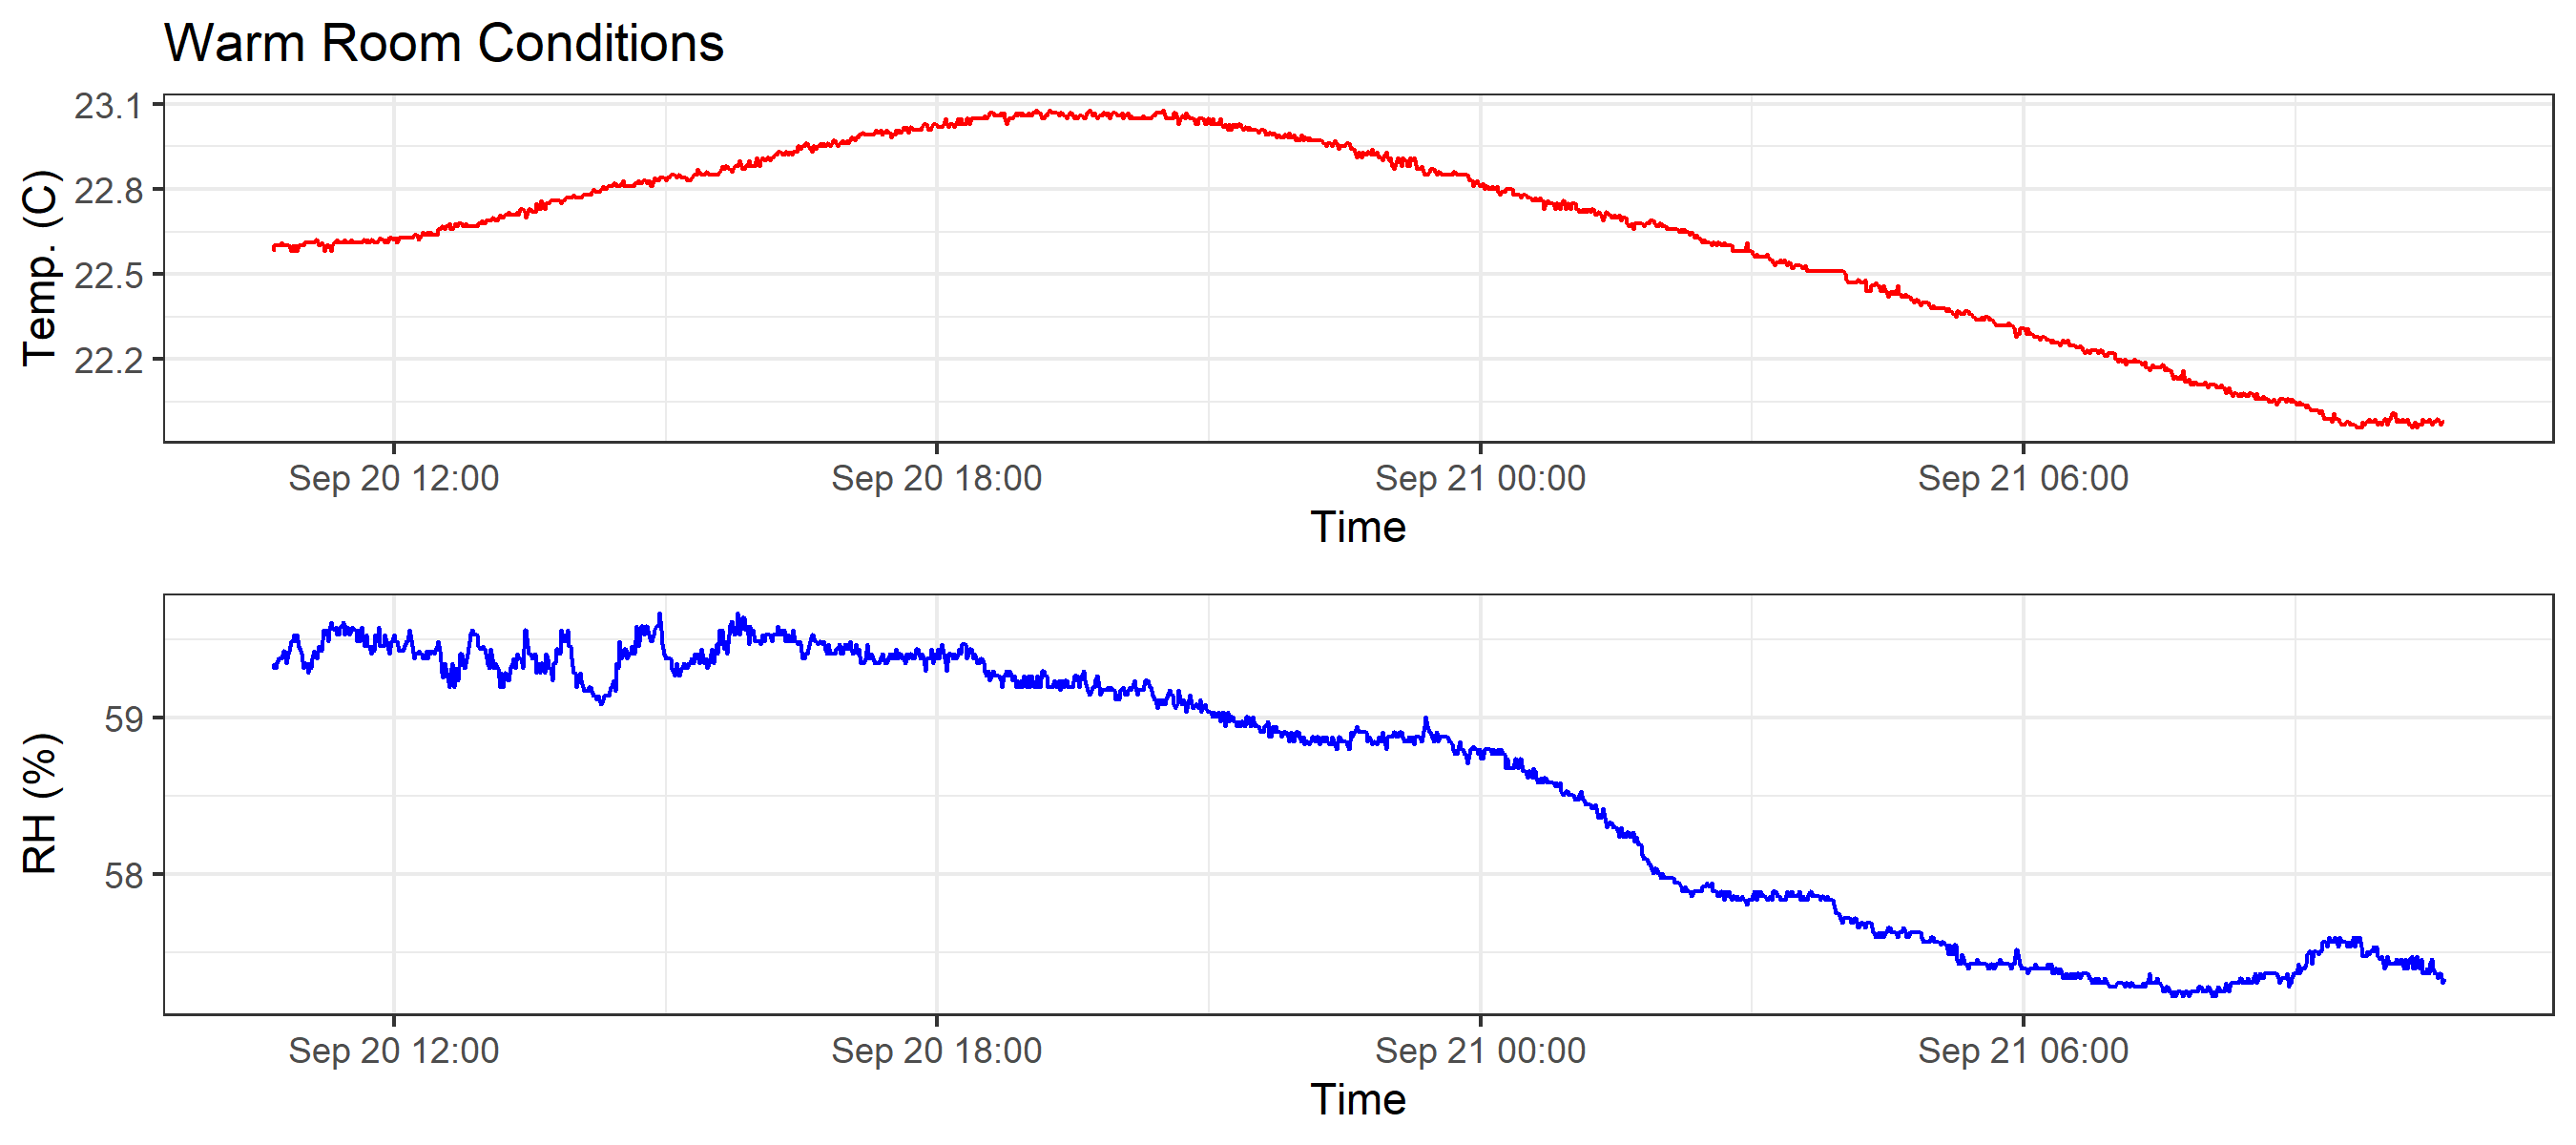 Warm Room Conditions
Temp. (C)
23.1
22.8
22.5
22.2
Sep 20 12:00 Sep 20 18:00 Sep 21 00:00 Sep 21 06:00
Time
RH (%)
59
58
Sep 20 12:00 Sep 20 18:00 Sep 21 00:00 Sep 21 06:00
Time